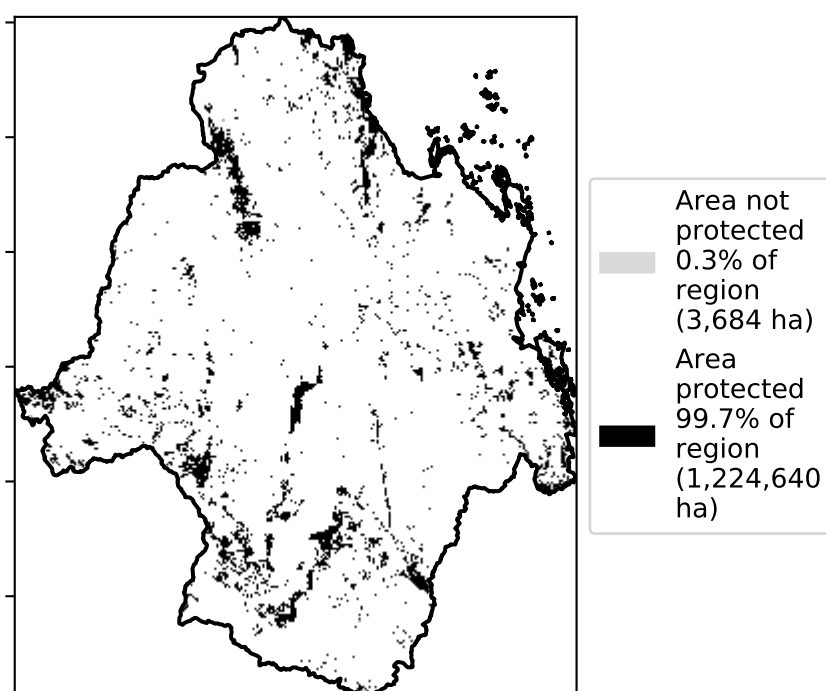 Area not
protected
0.3% of
region
(3,684 ha)
Area
protected
99.7% of
region
(1,224,640
ha)